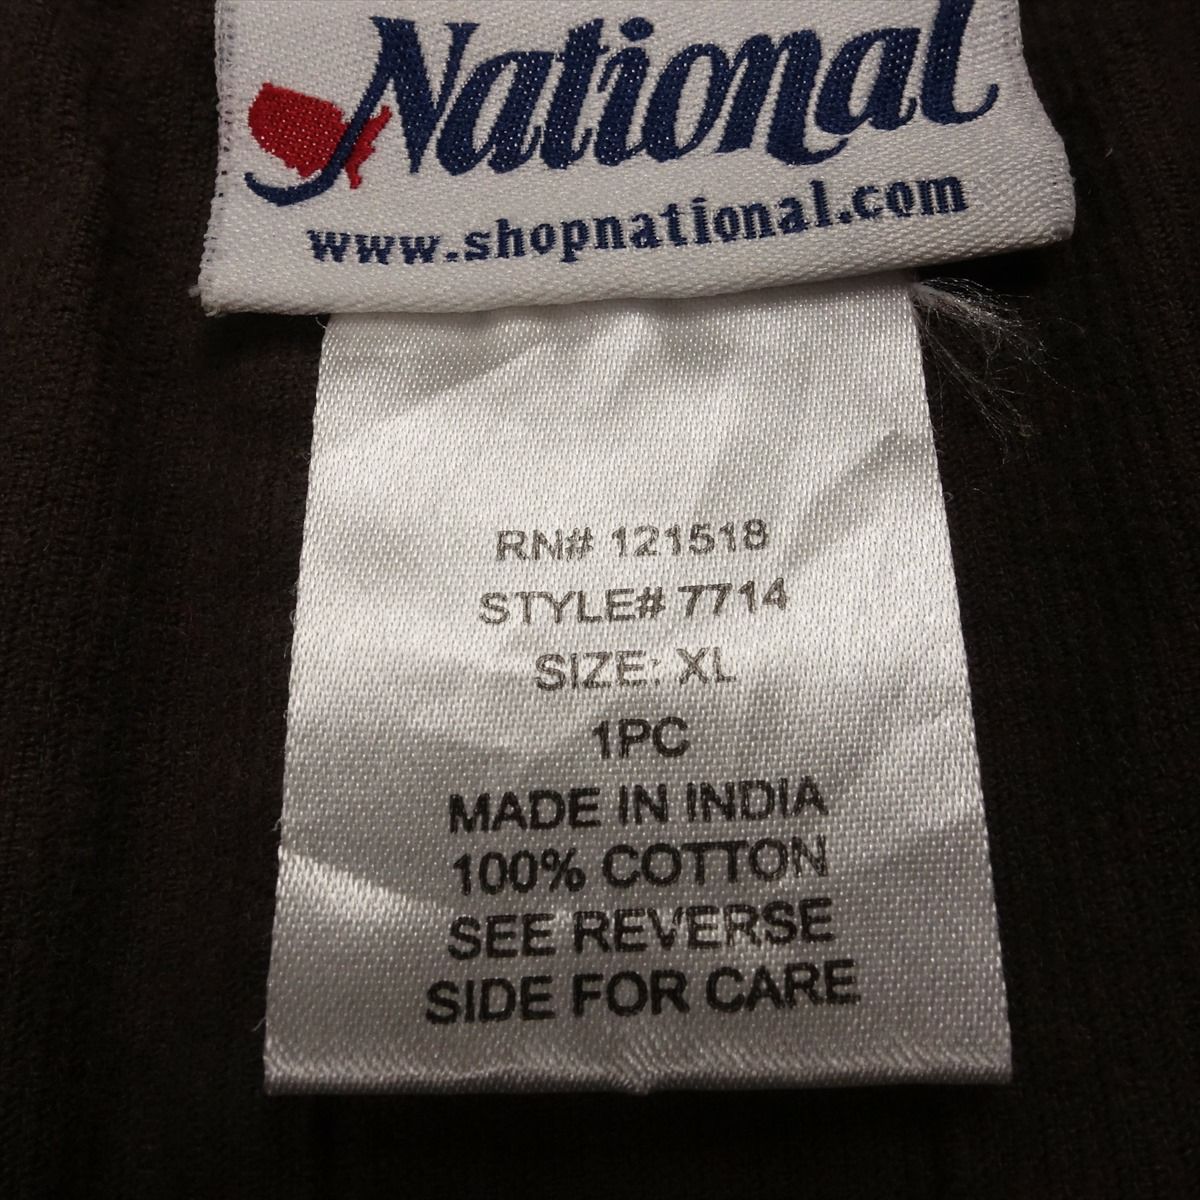 National
www.shopnational.com
RN# 121518
STYLE# 7714
SIZE: XL
1PC
MADE IN INDIA
100% COTTON
SEE REVERSE
SIDE FOR CARE